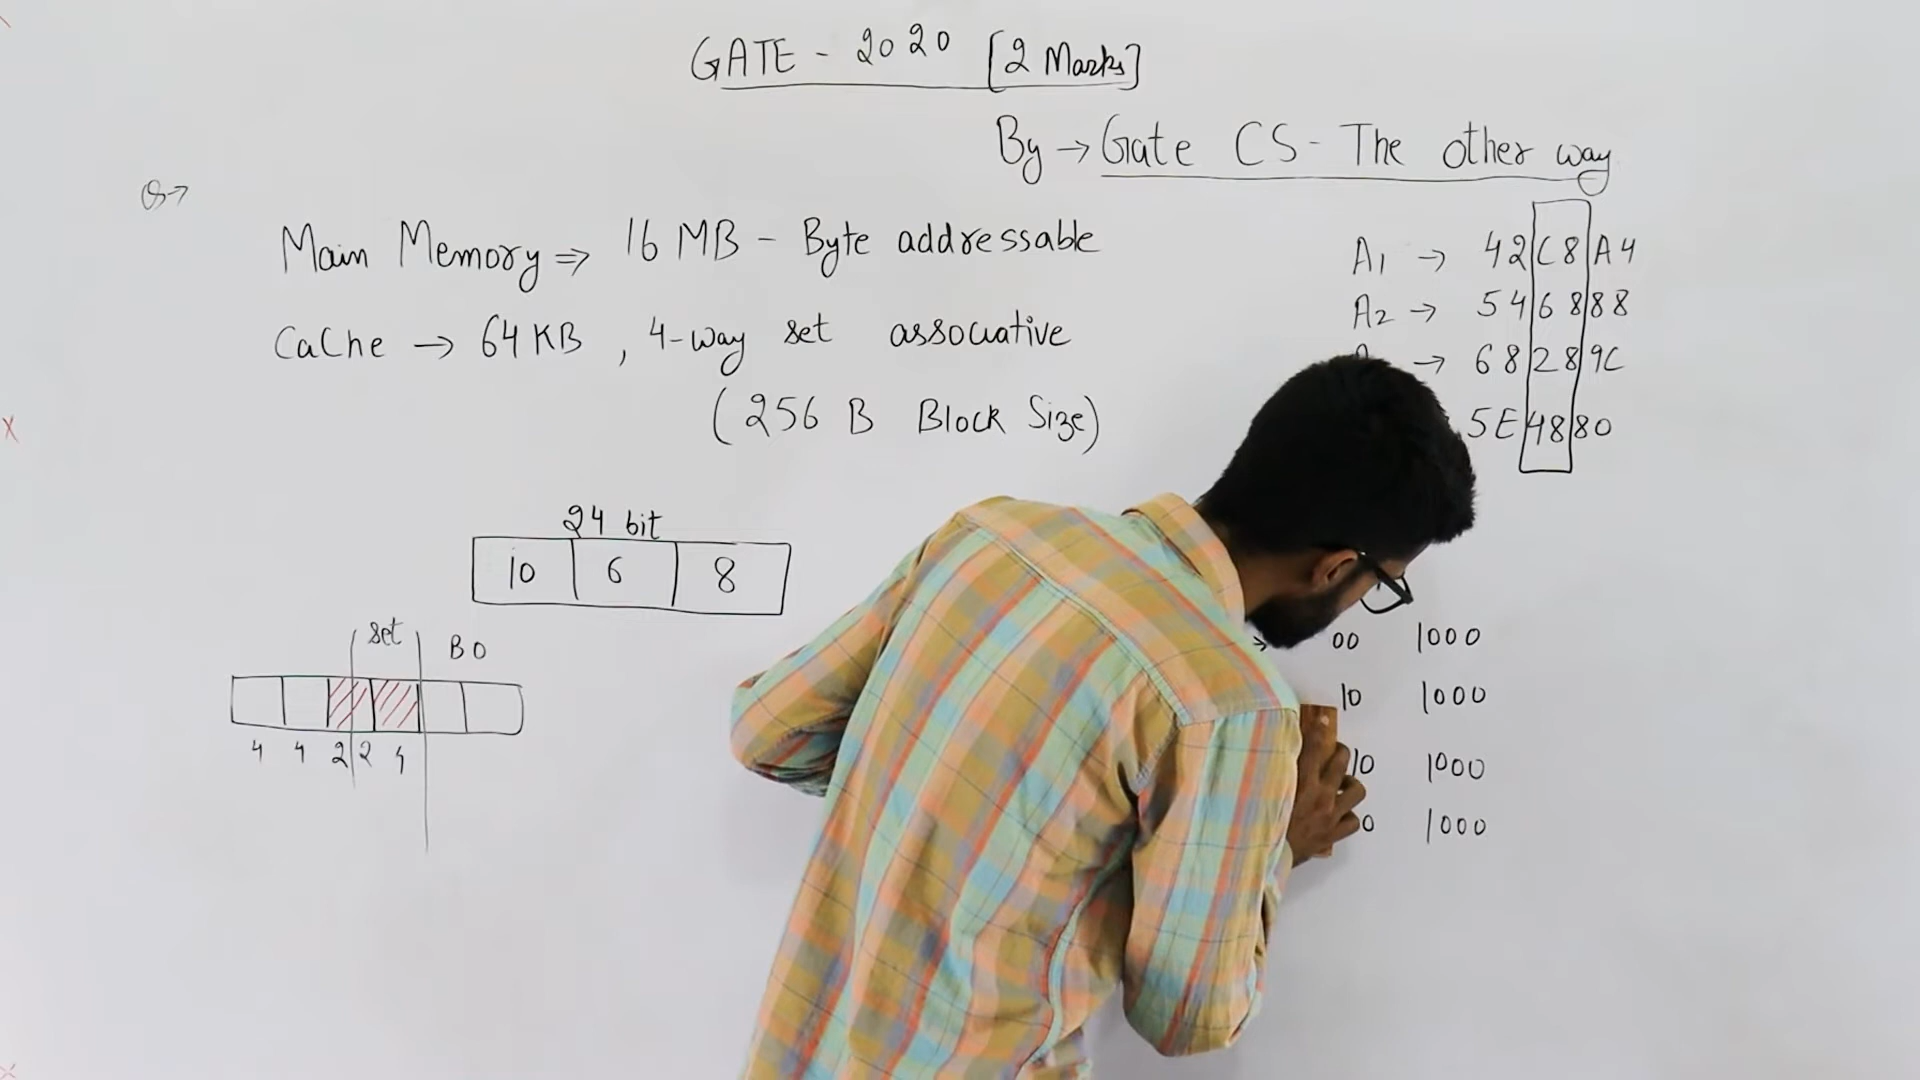 GATE - 2020 [2 Marks]
By → Gate CS - The other way
Q→
Main Memory ⇒ 16 MB - Byte addressable
CaChe → 64 KB , 4-way set associative
(256 B Block Size)
A1 → 42C8A4
A2 → 546888
→ 68289C
5E4880
24 bit
10 6 8
set BO
4 4 2 2 4
00 1000
10 1000
10 1000
0 1000